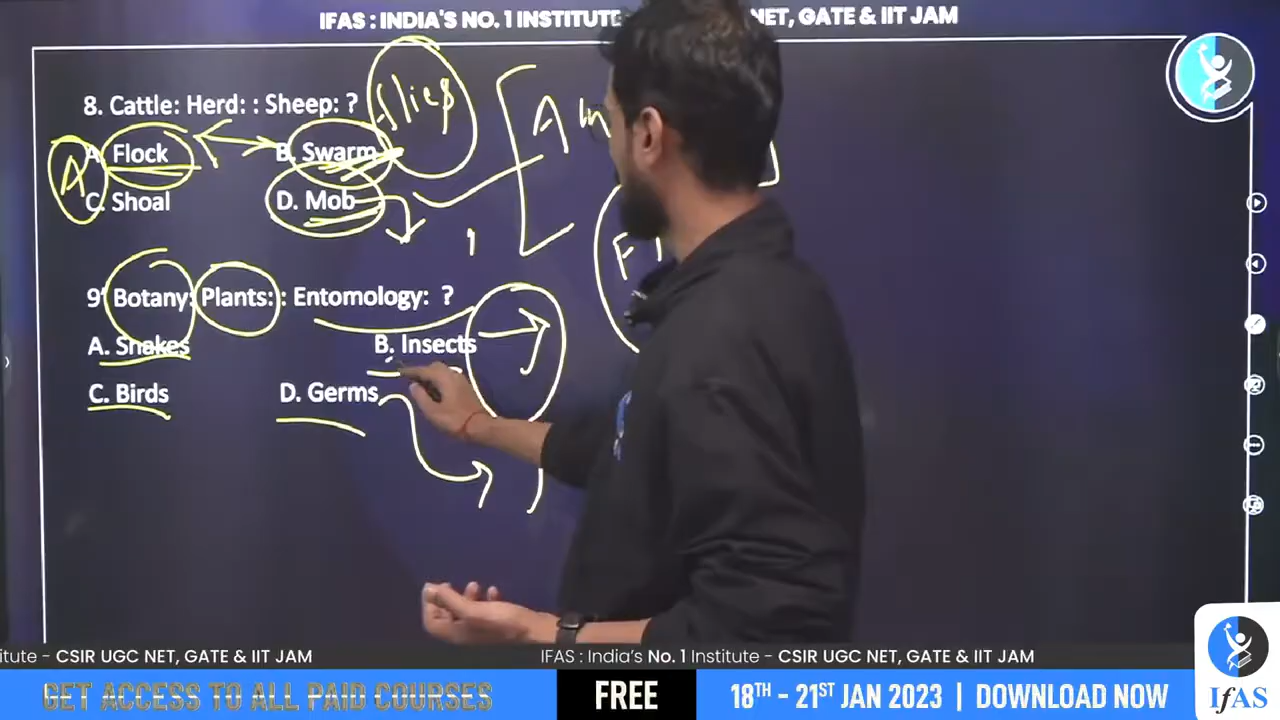 IFAS : INDIA'S NO. 1 INSTITUTE NET, GATE & IIT JAM
8. Cattle: Herd: : Sheep: ?
flies
A. Flock B. Swarm
A
C. Shoal D. Mob
9. Botany: Plants: : Entomology: ?
A. Snakes B. Insects
C. Birds D. Germs
itute - CSIR UGC NET, GATE & IIT JAM IFAS : India's No. 1 Institute - CSIR UGC NET, GATE & IIT JAM
GET ACCESS TO ALL PAID COURSES FREE 18TH - 21ST JAN 2023 | DOWNLOAD NOW
IfAS